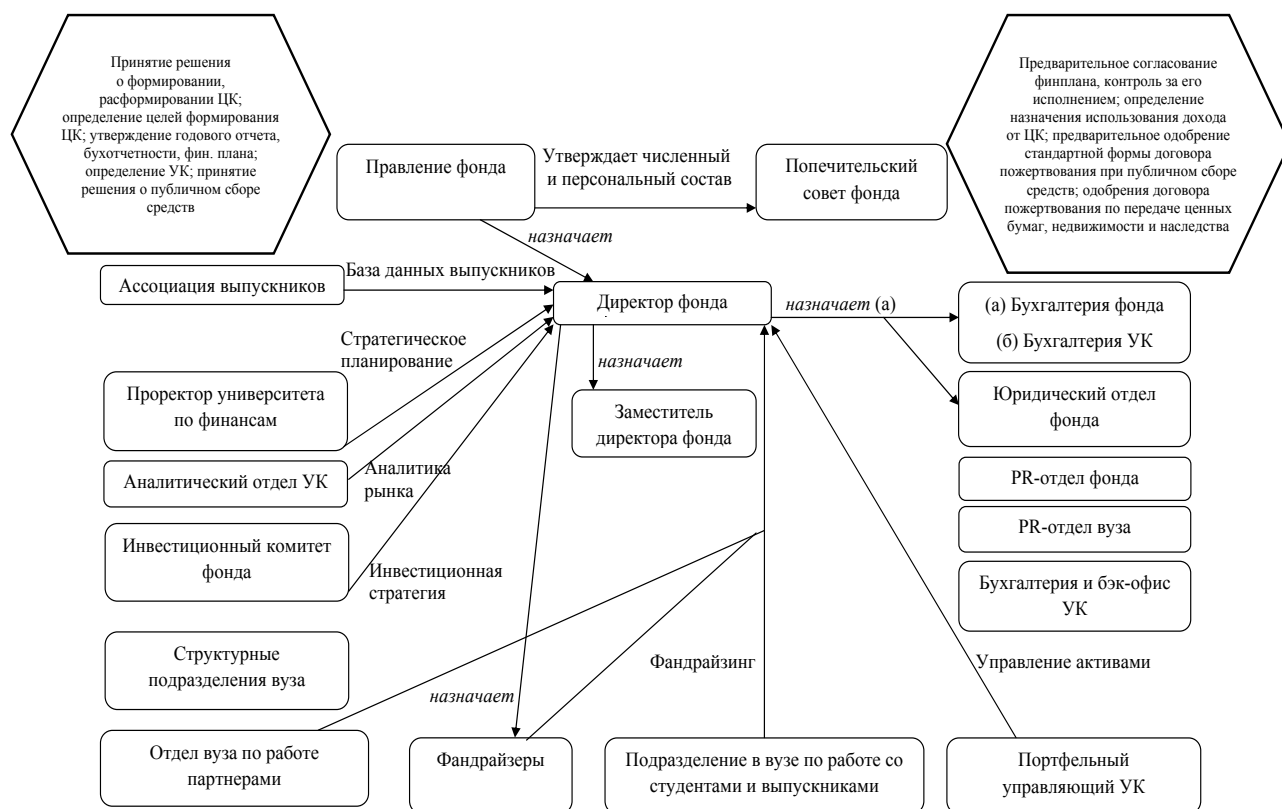 Принятие решения
о формировании,
расформировании ЦК;
определение целей формирования
ЦК; утверждение годового отчета,
бухотчетности, фин. плана;
определение УК; принятие
решения о публичном сборе
средств
Правление фонда
Утверждает численный
и персональный состав
Попечительский
совет фонда
Предварительное согласование
финплана, контроль за его
исполнением; определение
назначения использования дохода
от ЦК; предварительное одобрение
стандартной формы договора
пожертвования при публичном сборе
средств; одобрения договора
пожертвования по передаче ценных
бумаг, недвижимости и наследства
назначает
Ассоциация выпускников
База данных выпускников
Директор фонда
назначает (а)
(а) Бухгалтерия фонда
(б) Бухгалтерия УК
Стратегическое
планирование
назначает
Проректор университета
по финансам
Заместитель
директора фонда
Юридический отдел
фонда
Аналитический отдел УК
Аналитика
рынка
PR-отдел фонда
PR-отдел вуза
Инвестиционный комитет
фонда
Инвестиционная
стратегия
Бухгалтерия и бэк-офис
УК
Структурные
подразделения вуза
Фандрайзинг
Управление активами
назначает
Отдел вуза по работе
партнерами
Фандрайзеры
Подразделение в вузе по работе со
студентами и выпускниками
Портфельный
управляющий УК